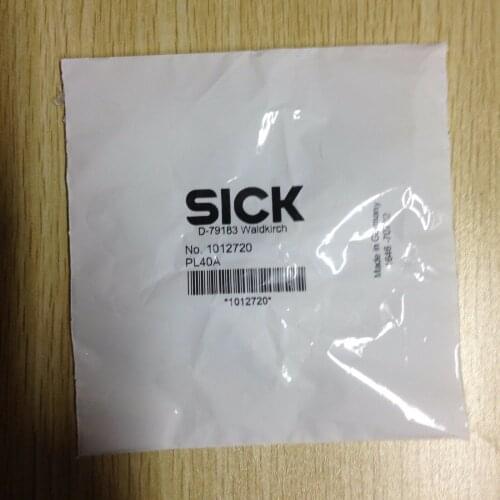 SICK
D-79183 Waldkirch
No. 1012720
PL40A
*1012720*
Made in Germany